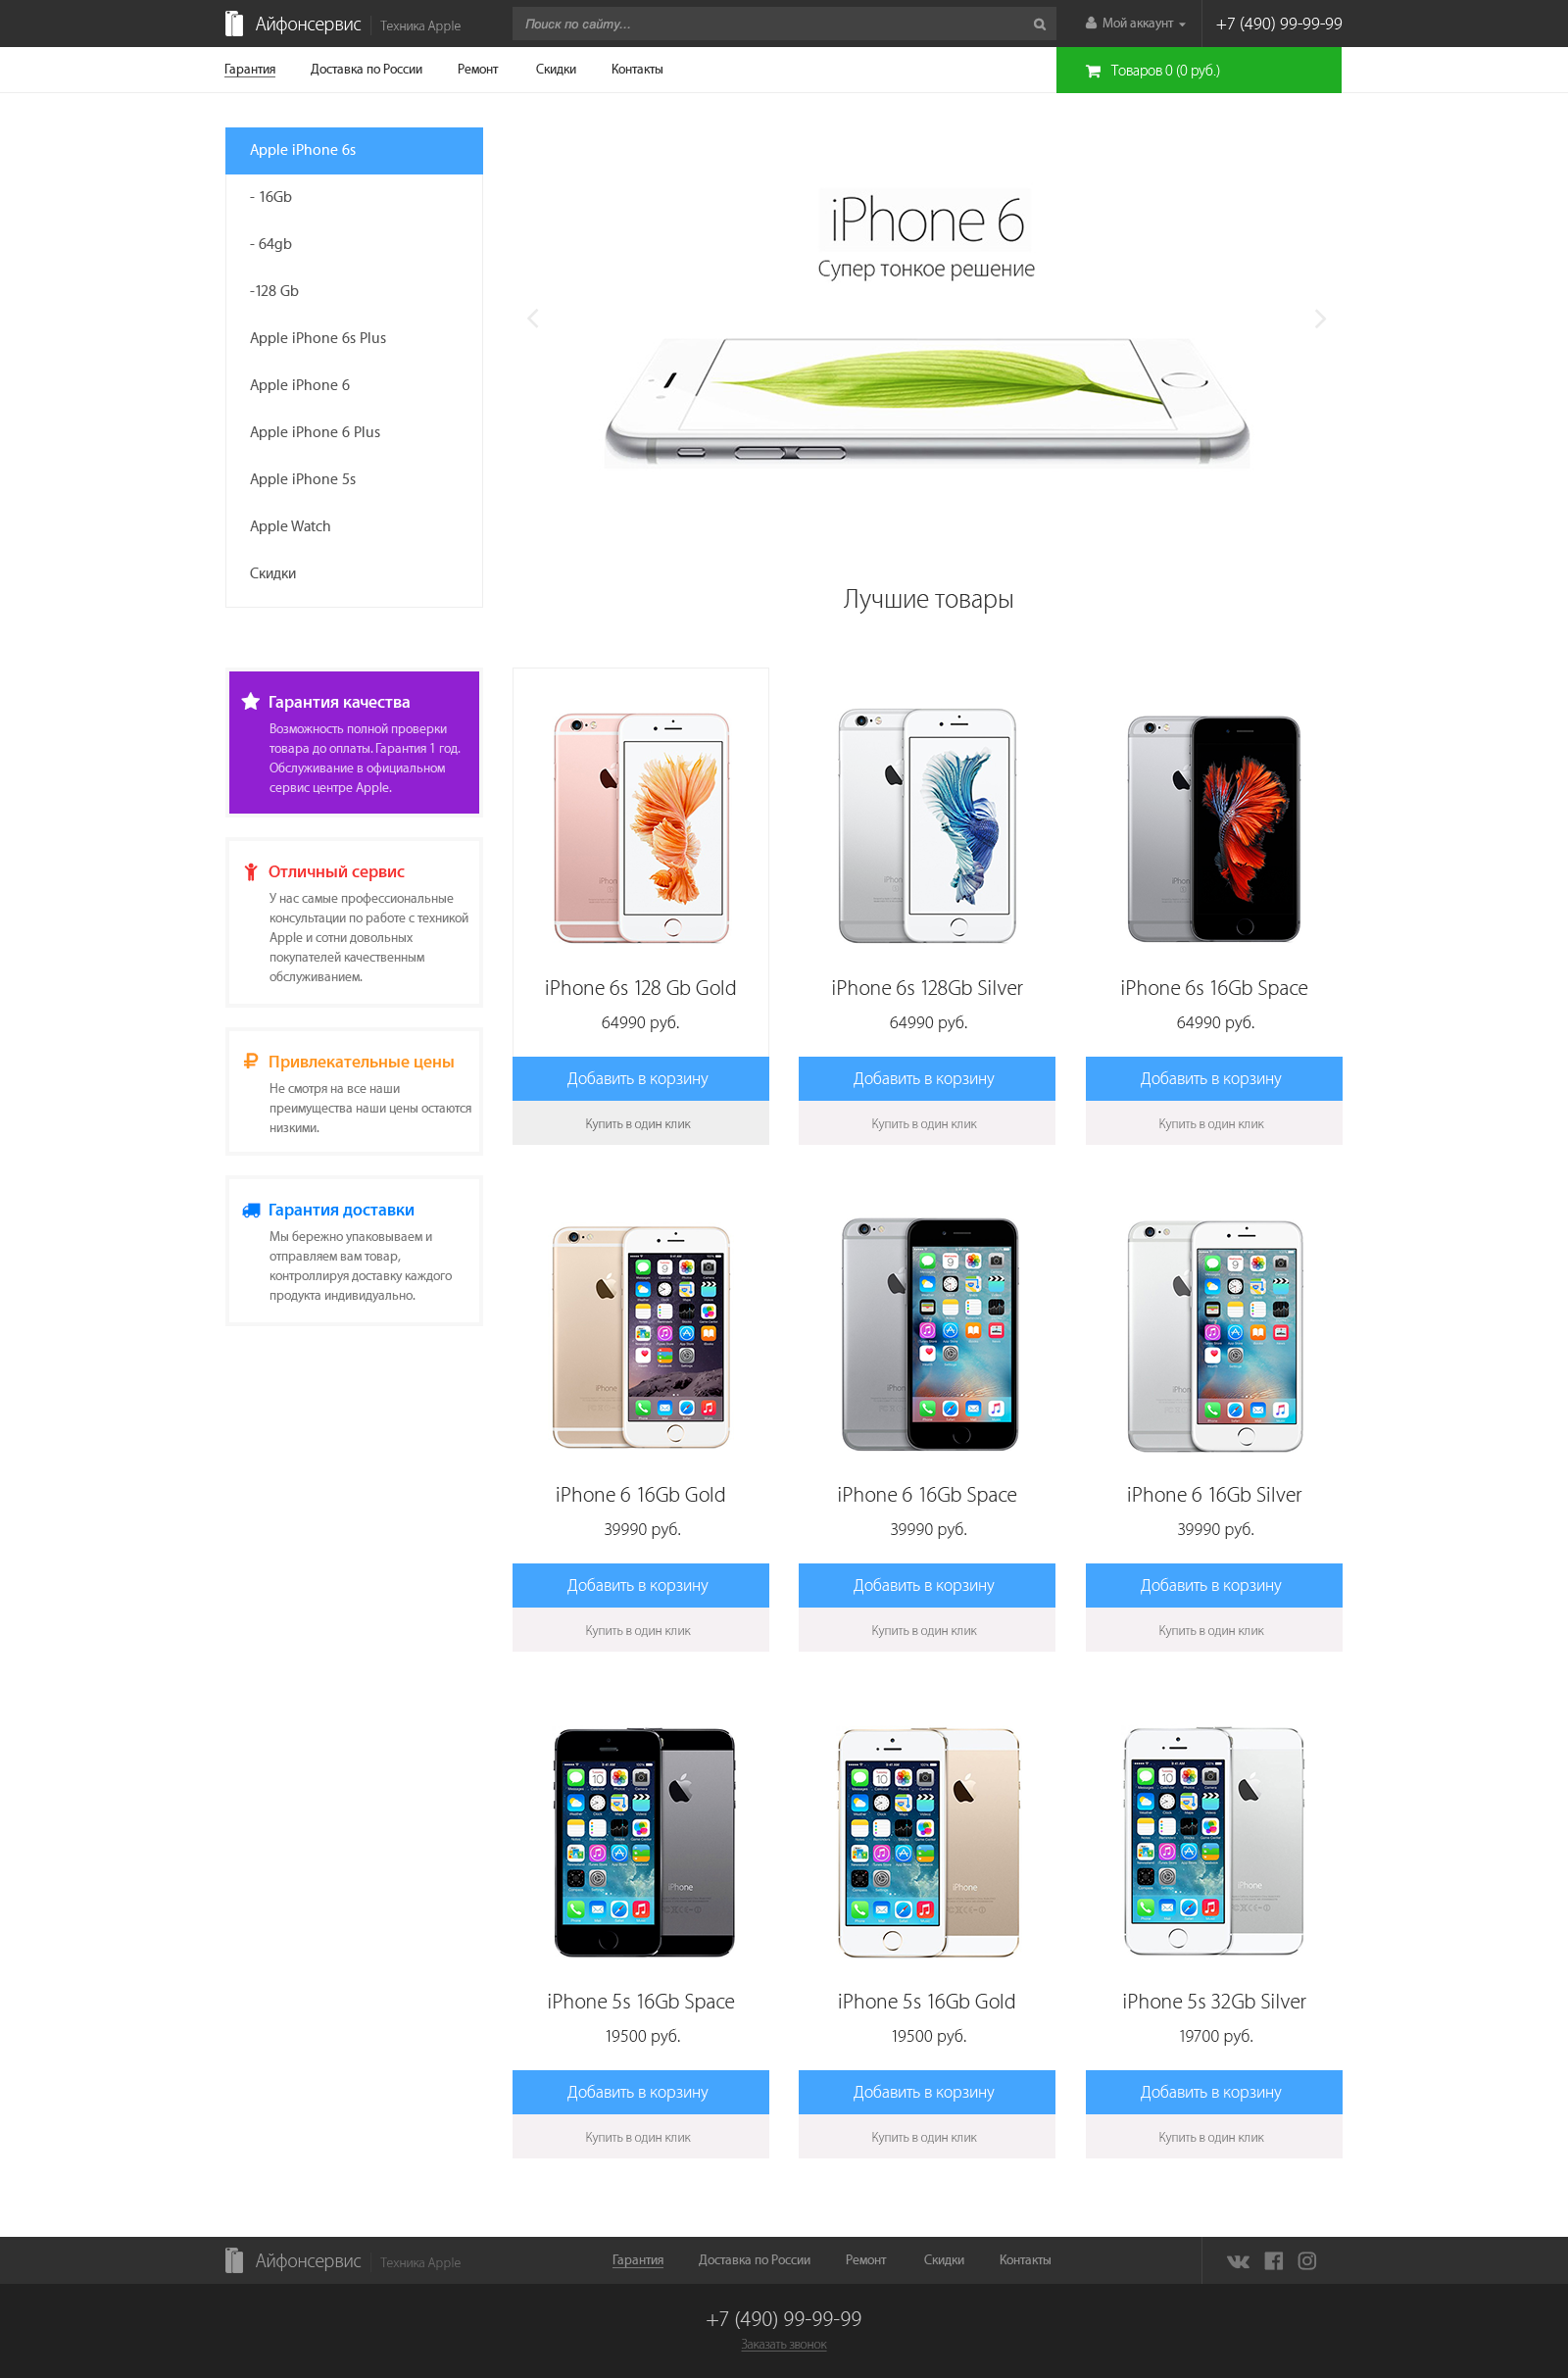 Айфонсервис
Техника Apple
Поиск по сайту...
Мой аккаунт
+7 (490) 99-99-99
Гарантия
Доставка по России
Ремонт
Скидки
Контакты
Товаров 0 (0 руб.)
Apple iPhone 6s
- 16Gb
- 64gb
-128 Gb
Apple iPhone 6s Plus
Apple iPhone 6
Apple iPhone 6 Plus
Apple iPhone 5s
Apple Watch
Скидки
iPhone 6
Супер тонкое решение
Лучшие товары
Гарантия качества
Возможность полной проверки
товара до оплаты. Гарантия 1 год.
Обслуживание в официальном
сервис центре Apple.
Отличный сервис
У нас самые профессиональные
консультации по работе с техникой
Apple и сотни довольных
покупателей качественным
обслуживанием.
Привлекательные цены
Не смотря на все наши
преимущества наши цены остаются
низкими.
Гарантия доставки
Мы бережно упаковываем и
отправляем вам товар,
контроллируя доставку каждого
продукта индивидуально.
iPhone 6s 128 Gb Gold
64990 руб.
Добавить в корзину
Купить в один клик
iPhone 6s 128Gb Silver
64990 руб.
Добавить в корзину
Купить в один клик
iPhone 6s 16Gb Space
64990 руб.
Добавить в корзину
Купить в один клик
iPhone 6 16Gb Gold
39990 руб.
Добавить в корзину
Купить в один клик
iPhone 6 16Gb Space
39990 руб.
Добавить в корзину
Купить в один клик
iPhone 6 16Gb Silver
39990 руб.
Добавить в корзину
Купить в один клик
iPhone 5s 16Gb Space
19500 руб.
Добавить в корзину
Купить в один клик
iPhone 5s 16Gb Gold
19500 руб.
Добавить в корзину
Купить в один клик
iPhone 5s 32Gb Silver
19700 руб.
Добавить в корзину
Купить в один клик
Айфонсервис
Техника Apple
Гарантия
Доставка по России
Ремонт
Скидки
Контакты
+7 (490) 99-99-99
Заказать звонок